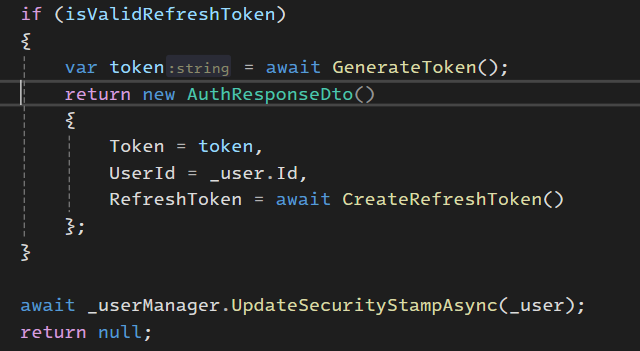 if (isValidRefreshToken)
{
    var token:string = await GenerateToken();
    return new AuthResponseDto()
    {
        Token = token,
        UserId = _user.Id,
        RefreshToken = await CreateRefreshToken()
    };
}

await _userManager.UpdateSecurityStampAsync(_user);
return null;